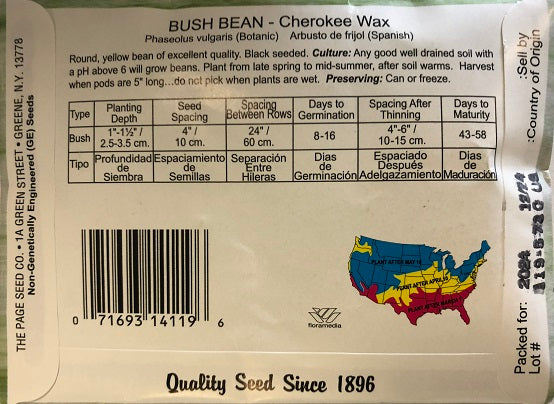 BUSH BEAN - Cherokee Wax
Phaseolus vulgaris (Botanic) Arbusto de frijol (Spanish)
Round, yellow bean of excellent quality. Black seeded. Culture: Any good well drained soil with
a pH above 6 will grow beans. Plant from late spring to mid-summer, after soil warms. Harvest
when pods are 5" long...do not pick when plants are wet. Preserving: Can or freeze.
Type Planting Depth Seed Spacing Spacing Between Rows Days to Germination Spacing After Thinning Days to Maturity
Bush 1"-1½" / 2.5-3.5 cm. 4" / 10 cm. 24" / 60 cm. 8-16 4"-6" / 10-15 cm. 43-58
Tipo Profundidad de Siembra Espaciamiento de Semillas Separación Entre Hileras Dias de Germinación Espaciado Después Adelgazamiento Dias de Maduración
THE PAGE SEED CO. • 1A GREEN STREET • GREENE, N.Y. 13778
Non-Genetically Engineered (GE) Seeds
0 71693 14119 6
floramedia
PLANT AFTER MAY
PLANT AFTER APRIL
PLANT AFTER MARCH
Quality Seed Since 1896
:Sell by
:Country of Origin
Packed for: 2024 12/24
Lot #
US